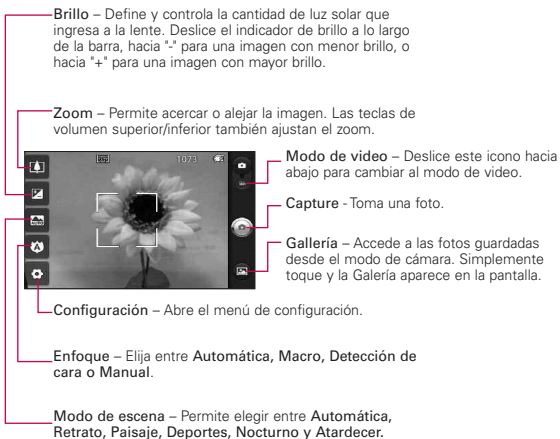 Brillo – Define y controla la cantidad de luz solar que
ingresa a la lente. Deslice el indicador de brillo a lo largo
de la barra, hacia "-" para una imagen con menor brillo, o
hacia "+" para una imagen con mayor brillo.
Zoom – Permite acercar o alejar la imagen. Las teclas de
volumen superior/inferior también ajustan el zoom.
1073
Modo de video – Deslice este icono hacia
abajo para cambiar al modo de video.
Capture - Toma una foto.
Gallería – Accede a las fotos guardadas
desde el modo de cámara. Simplemente
toque y la Galería aparece en la pantalla.
Configuración – Abre el menú de configuración.
Enfoque – Elija entre Automática, Macro, Detección de
cara o Manual.
Modo de escena – Permite elegir entre Automática,
Retrato, Paisaje, Deportes, Nocturno y Atardecer.